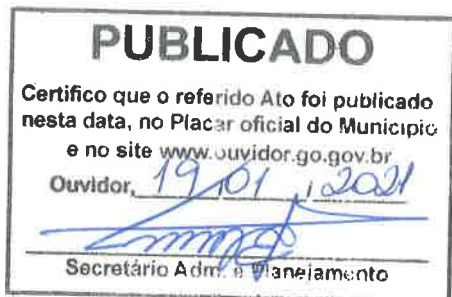 PUBLICADO
Certifico que o referido Ato foi publicado
nesta data, no Placar oficial do Município
e no site www.ouvidor.go.gov.br
Ouvidor, 19 / 01 / 2021
Secretário Adm. e Planejamento